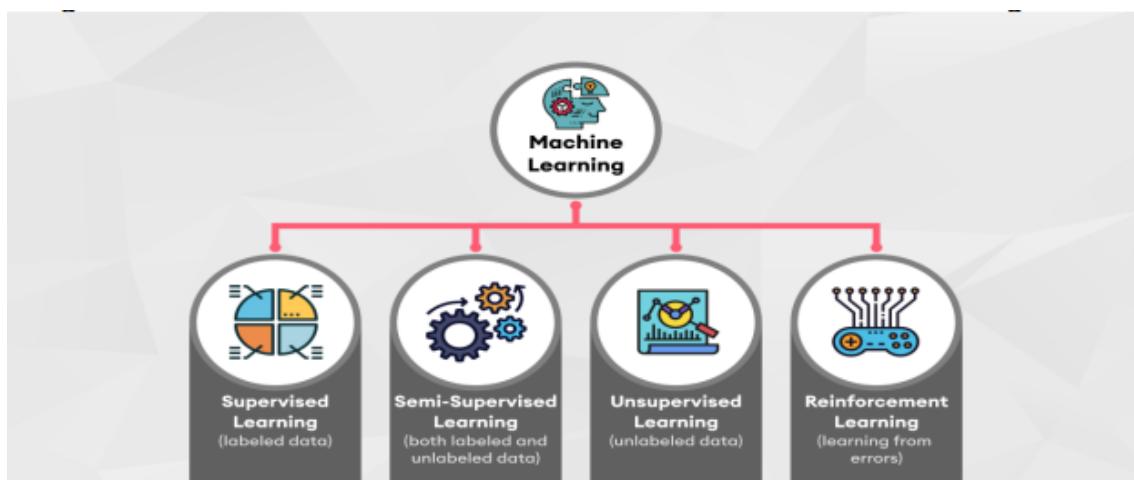 Machine
Learning
Supervised
Learning
(labeled data)
Semi-Supervised
Learning
(both labeled and
unlabeled data)
Unsupervised
Learning
(unlabeled data)
Reinforcement
Learning
(learning from
errors)